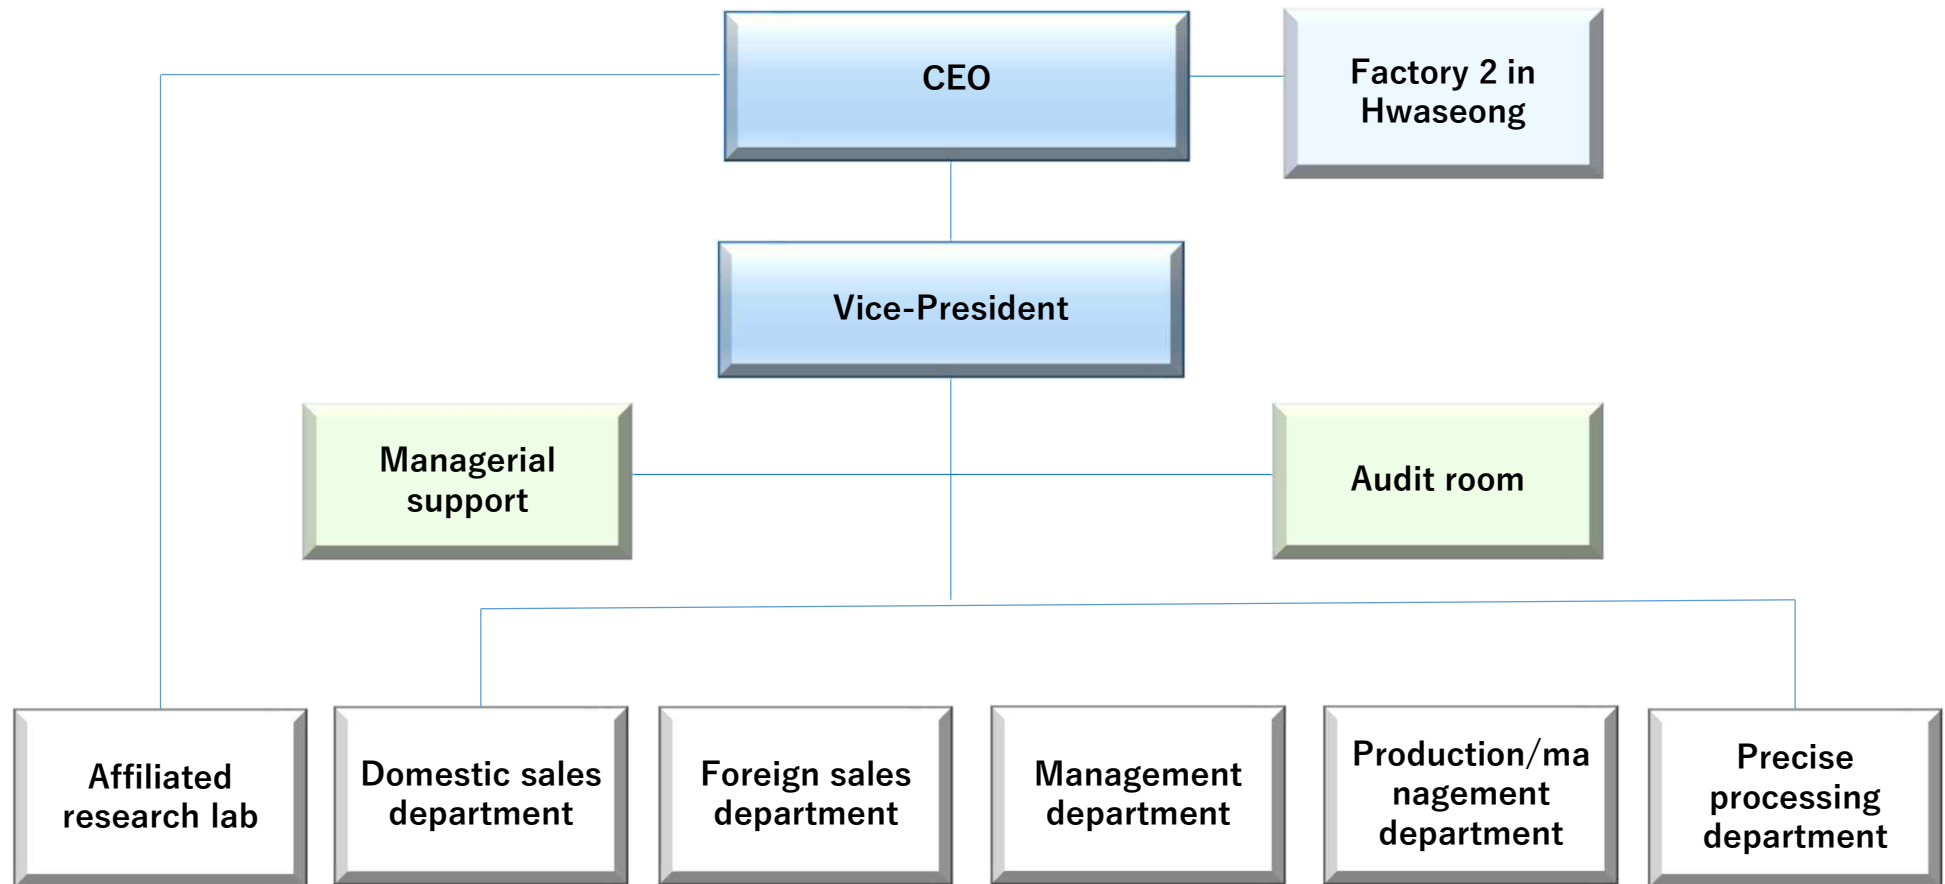 CEO
Factory 2 in
Hwaseong
Vice-President
Managerial
support
Audit room
Affiliated
research lab
Domestic sales
department
Foreign sales
department
Management
department
Production/ma
nagement
department
Precise
processing
department